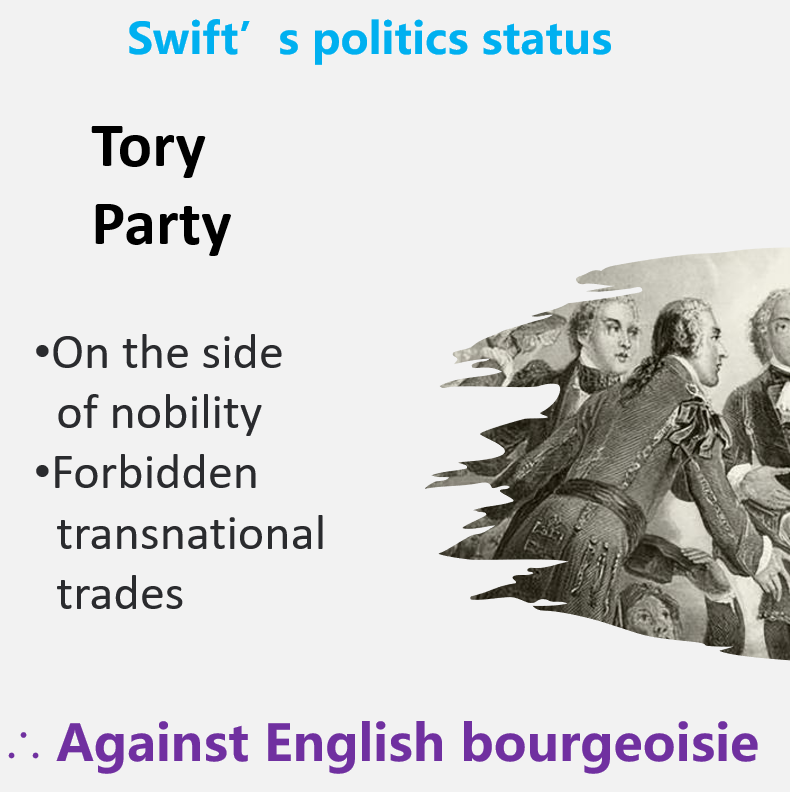 Swift’ s politics status
Tory
Party
•On the side
of nobility
•Forbidden
transnational
trades
∴ Against English bourgeoisie